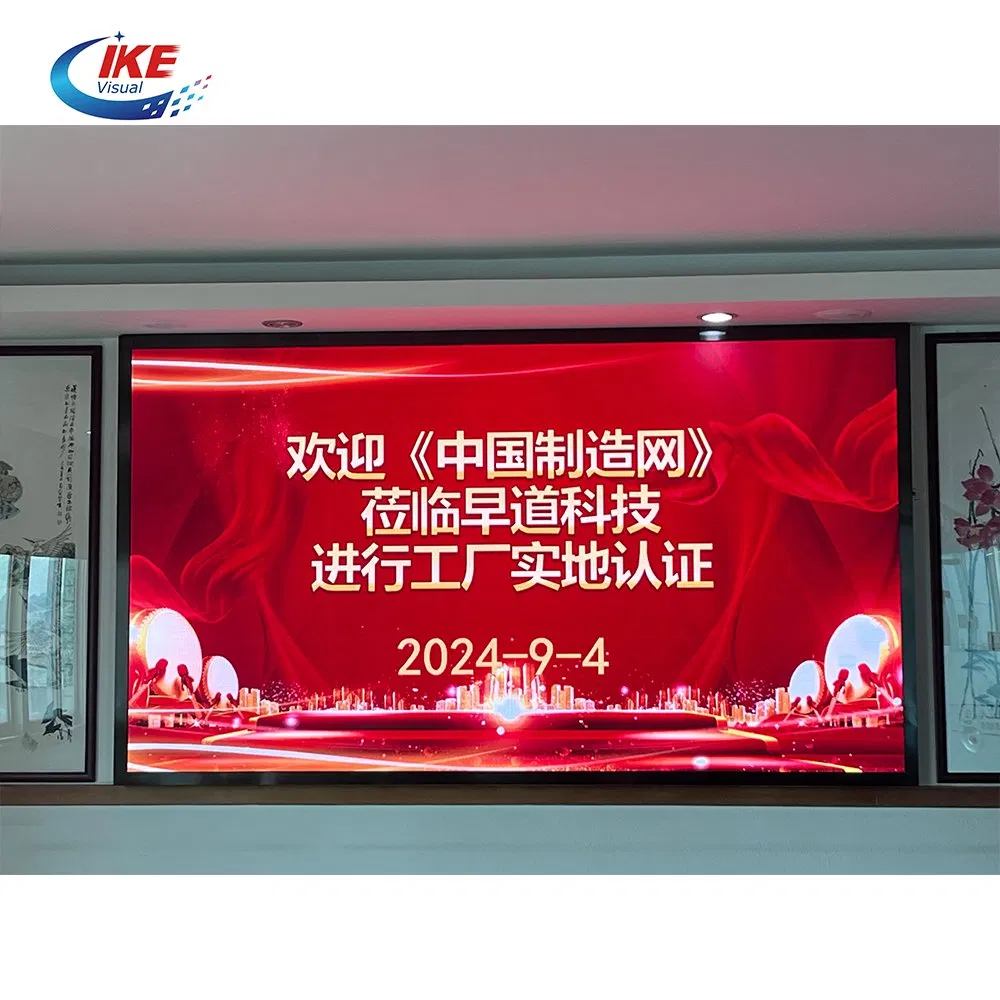 IKE
Visual
欢迎《中国制造网》
莅临早道科技
进行工厂实地认证
2024-9-4